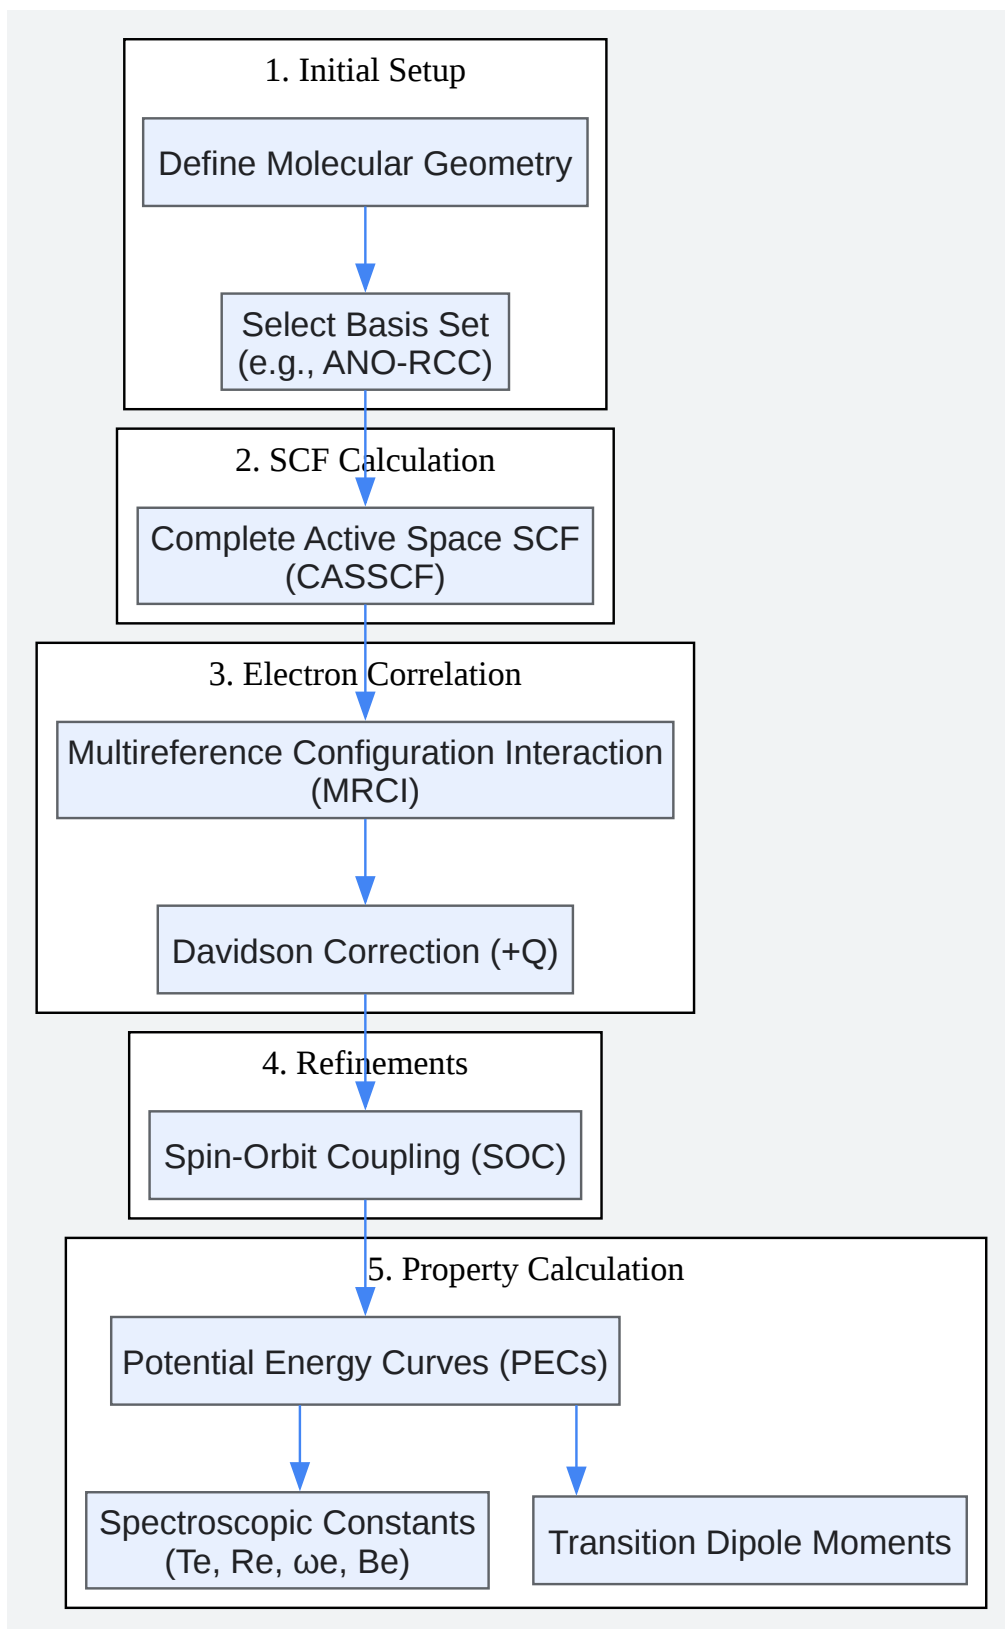 1. Initial Setup
Define Molecular Geometry
Select Basis Set
(e.g., ANO-RCC)
2. SCF Calculation
Complete Active Space SCF
(CASSCF)
3. Electron Correlation
Multireference Configuration Interaction
(MRCI)
Davidson Correction (+Q)
4. Refinements
Spin-Orbit Coupling (SOC)
5. Property Calculation
Potential Energy Curves (PECs)
Spectroscopic Constants
(Te, Re, ωe, Be)
Transition Dipole Moments